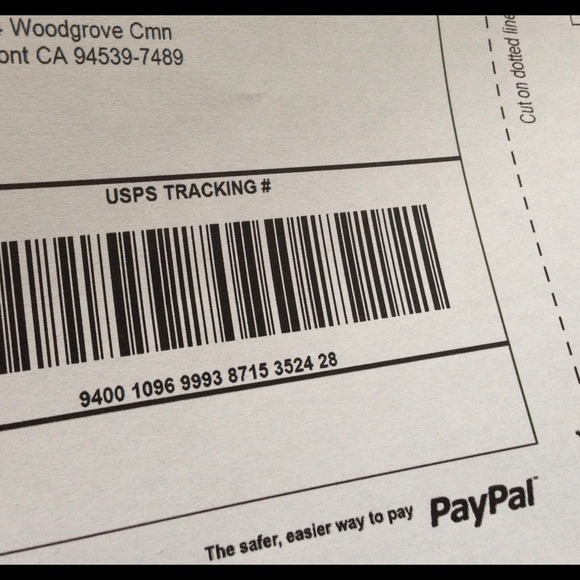 Woodgrove Cmn
ont CA 94539-7489
Cut on dotted line
USPS TRACKING #
9400 1096 9993 8715 3524 28
The safer, easier way to pay PayPal™